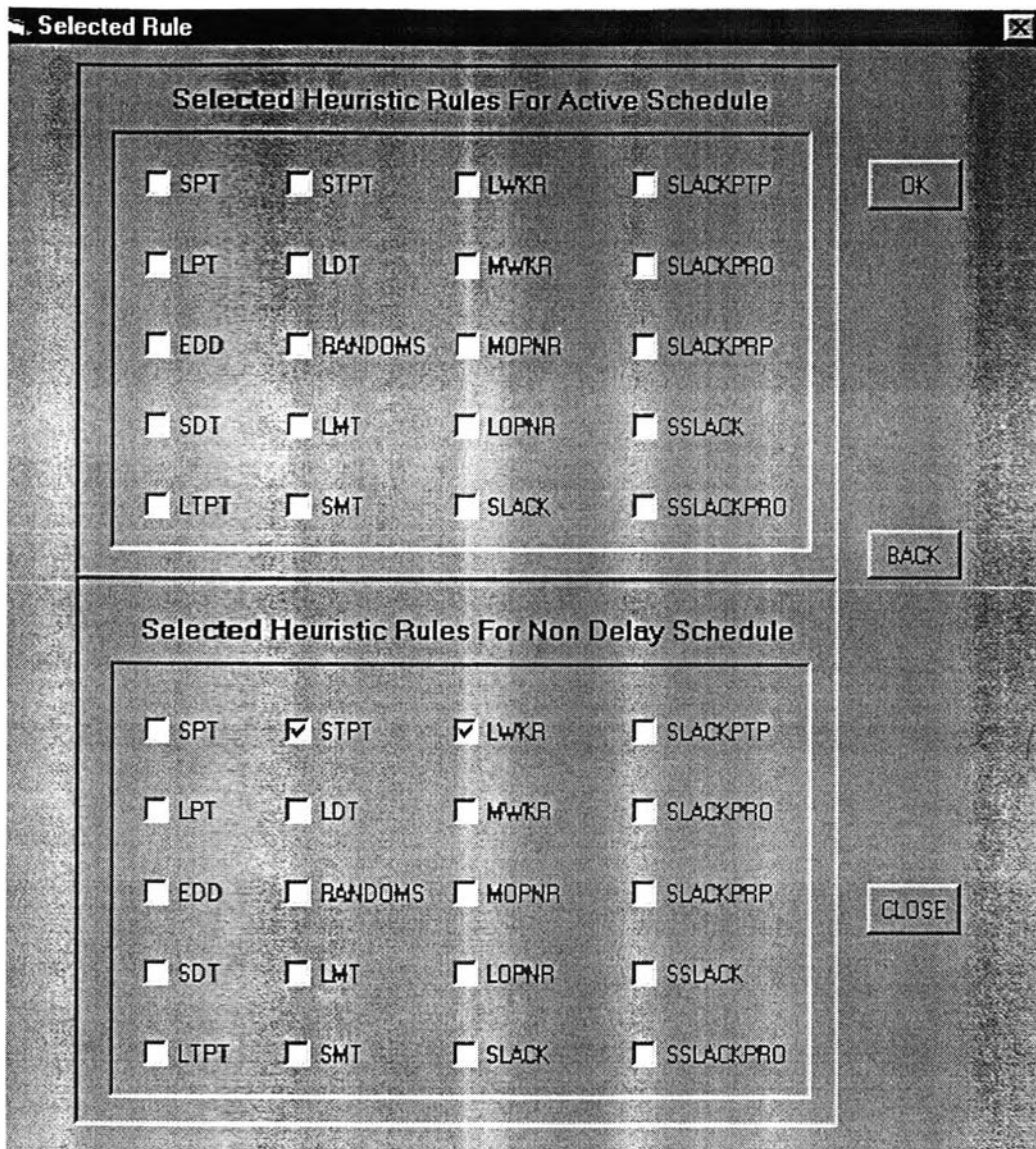 Selected Rule
Selected Heuristic Rules For Active Schedule
SPT STPT LWKR SLACKPTP
LPT LDT MWKR SLACKPRO
EDD RANDOMS MOPNR SLACKPRP
SDT LMT LOPNR SSLACK
LTPT SMT SLACK SSLACKPRO
OK
BACK
Selected Heuristic Rules For Non Delay Schedule
SPT STPT LWKR SLACKPTP
LPT LDT MWKR SLACKPRO
EDD RANDOMS MOPNR SLACKPRP
SDT LMT LOPNR SSLACK
LTPT SMT SLACK SSLACKPRO
CLOSE